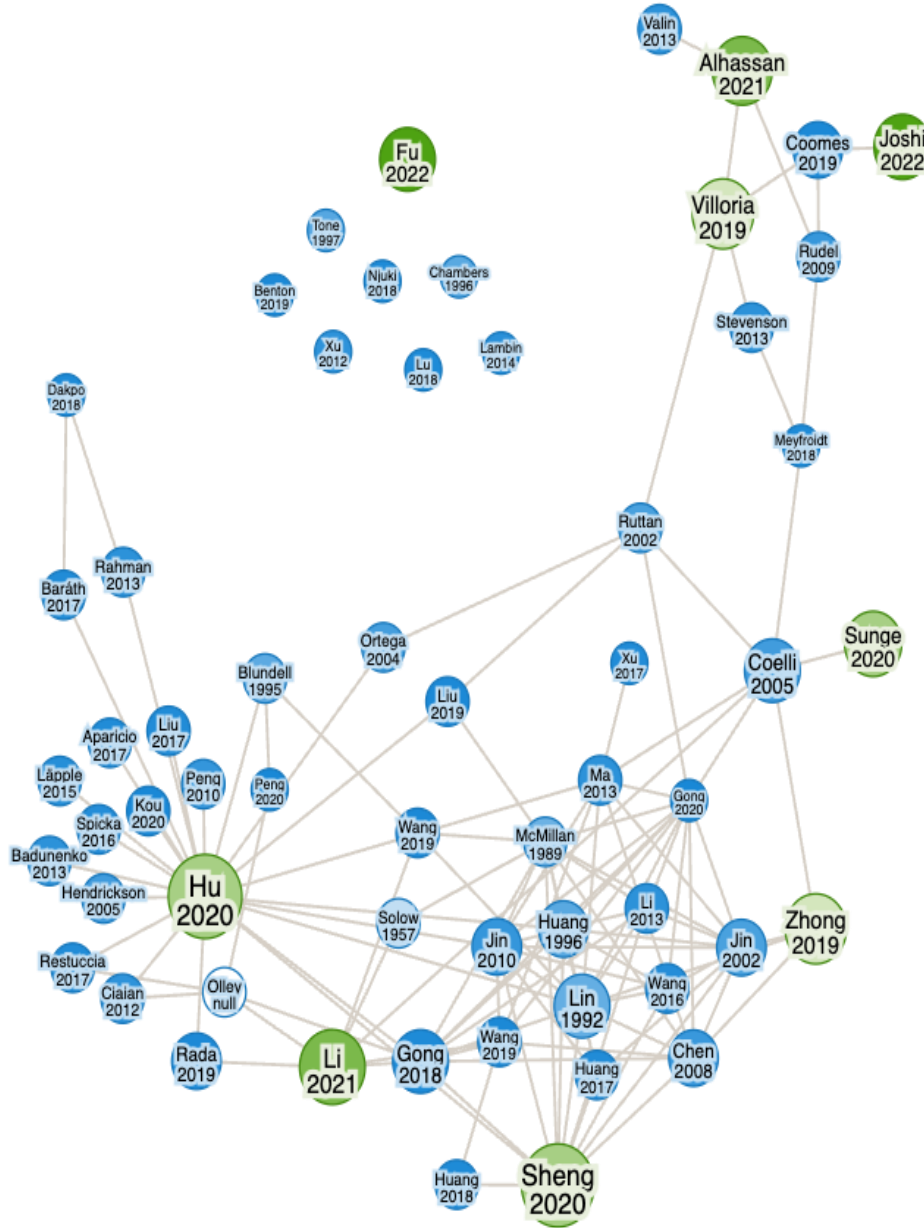 Valin
2013
Alhassan
2021
Coomes
2019
Joshi
2022
Fu
2022
Villoria
2019
Tone
1997
Rudel
2009
Benton
2019
Njuki
2018
Chambers
1996
Stevenson
2013
Xu
2012
Lu
2018
Lambin
2014
Dakpo
2018
Meyfroidt
2018
Ruttan
2002
Rahman
2013
Baráth
2017
Ortega
2004
Sunge
2020
Blundell
1995
Xu
2017
Coelli
2005
Liu
2019
Aparicio
2017
Liu
2017
Läpple
2015
Peng
2010
Peng
2020
Ma
2013
Gong
2020
Kou
2020
Spicka
2016
Wang
2019
McMillan
1989
Badunenko
2013
Hu
2020
Hendrickson
2005
Solow
1957
Huang
1996
Li
2013
Zhong
2019
Jin
2010
Jin
2002
Restuccia
2017
Ciaian
2012
Olley
null
Lin
1992
Wang
2016
Rada
2019
Li
2021
Gong
2018
Wang
2019
Huang
2017
Chen
2008
Huang
2018
Sheng
2020